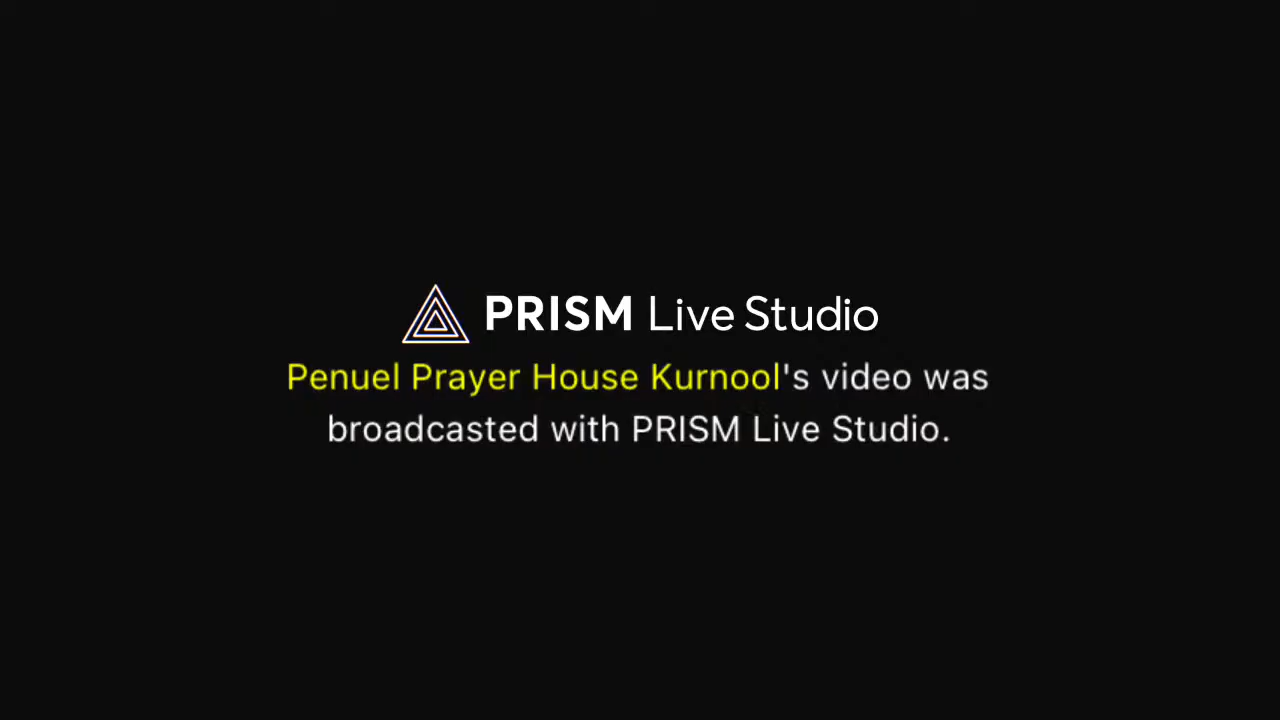 PRISM Live Studio
Penuel Prayer House Kurnool's video was
broadcasted with PRISM Live Studio.